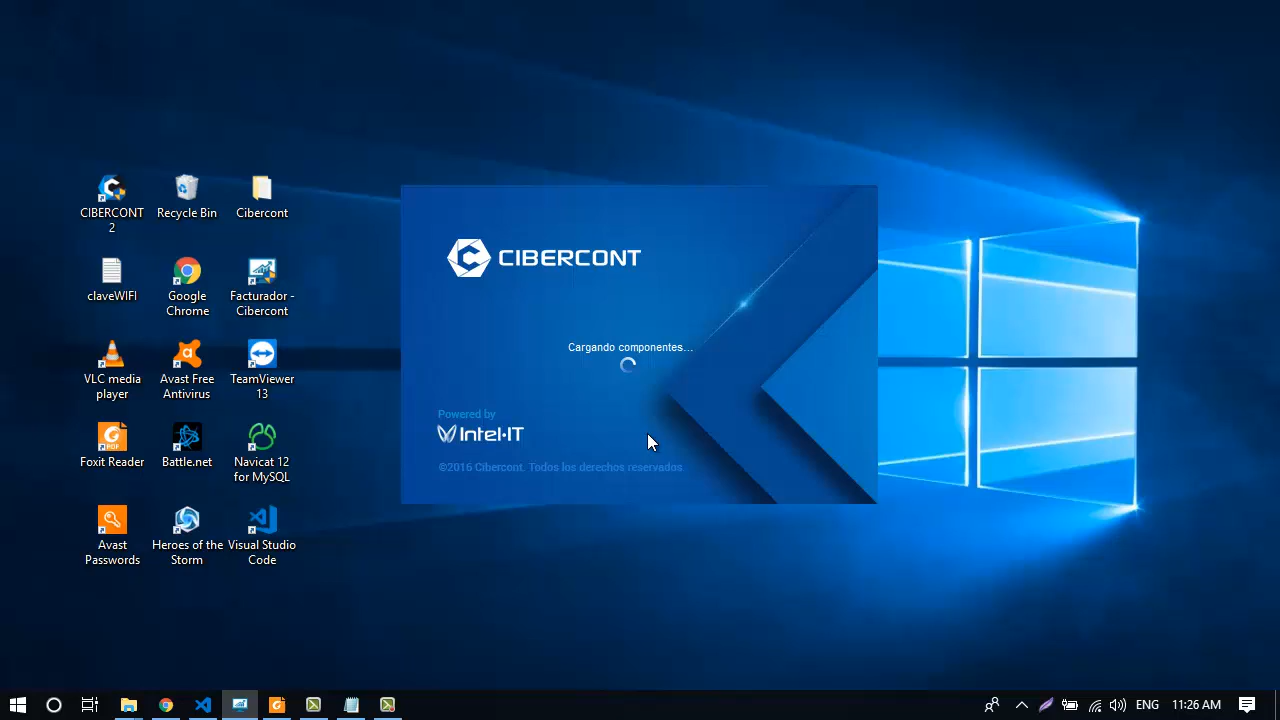 CIBERCONT
2
Recycle Bin
Cibercont
claveWIFI
Google
Chrome
Facturador -
Cibercont
VLC media
player
Avast Free
Antivirus
TeamViewer
13
Foxit Reader
Battle.net
Navicat 12
for MySQL
Avast
Passwords
Heroes of the
Storm
Visual Studio
Code
CIBERCONT
Cargando componentes...
Powered by
Intel·IT
©2016 Cibercont. Todos los derechos reservados.
ENG
11:26 AM